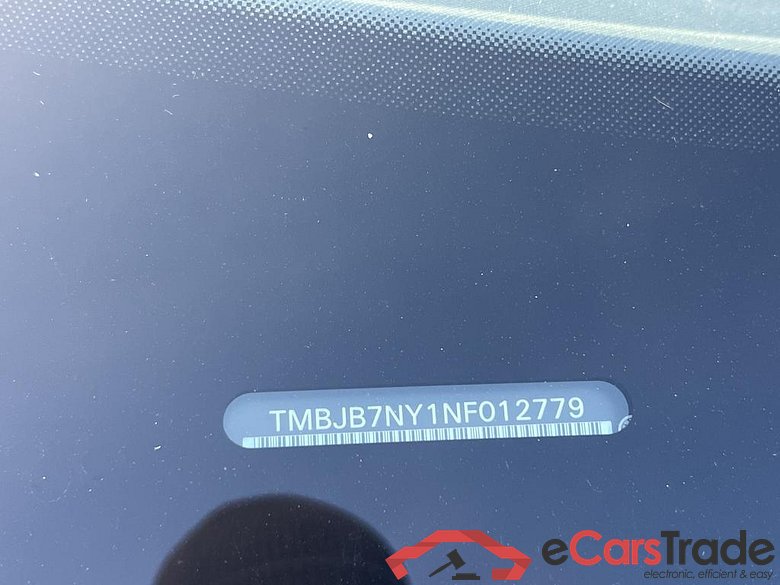 TMBJB7NY1NF012779
eCarsTrade
electronic, efficient & easy